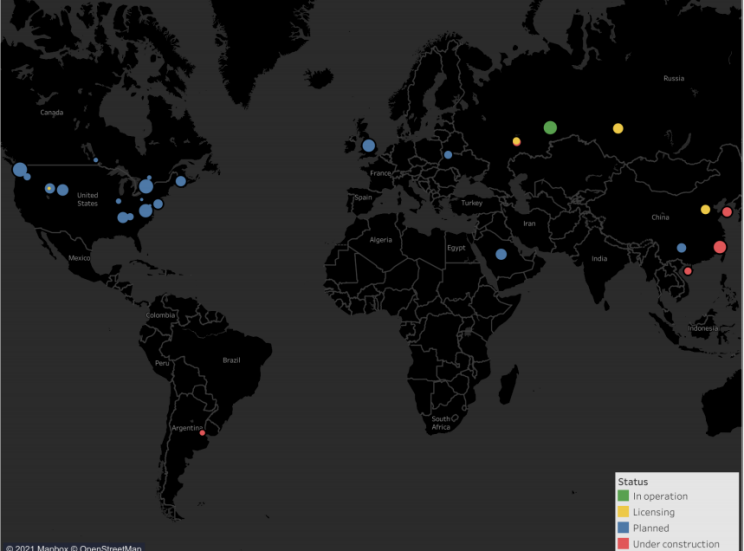 Russia
Canada
France
United
States
Spain
Turkey
China
Iran
Algeria
Egypt
Mexico
India
Colombia
Indonesia
Peru
Brazil
South
Africa
Argentina
Status
In operation
Licensing
Planned
Under construction
© 2021 Mapbox © OpenStreetMap